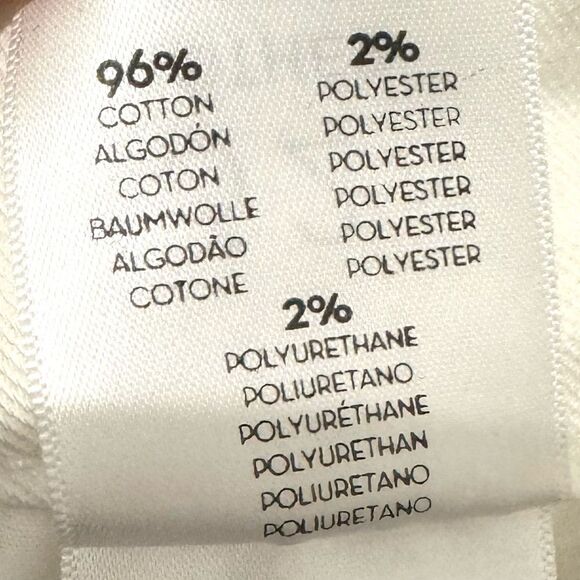 96%
COTTON
ALGODÓN
COTON
BAUMWOLLE
ALGODÃO
COTONE
2%
POLYESTER
POLYESTER
POLYESTER
POLYESTER
POLYESTER
POLYESTER
2%
POLYURETHANE
POLIURETANO
POLYURÉTHANE
POLYURETHAN
POLIURETANO
POLIURETANO